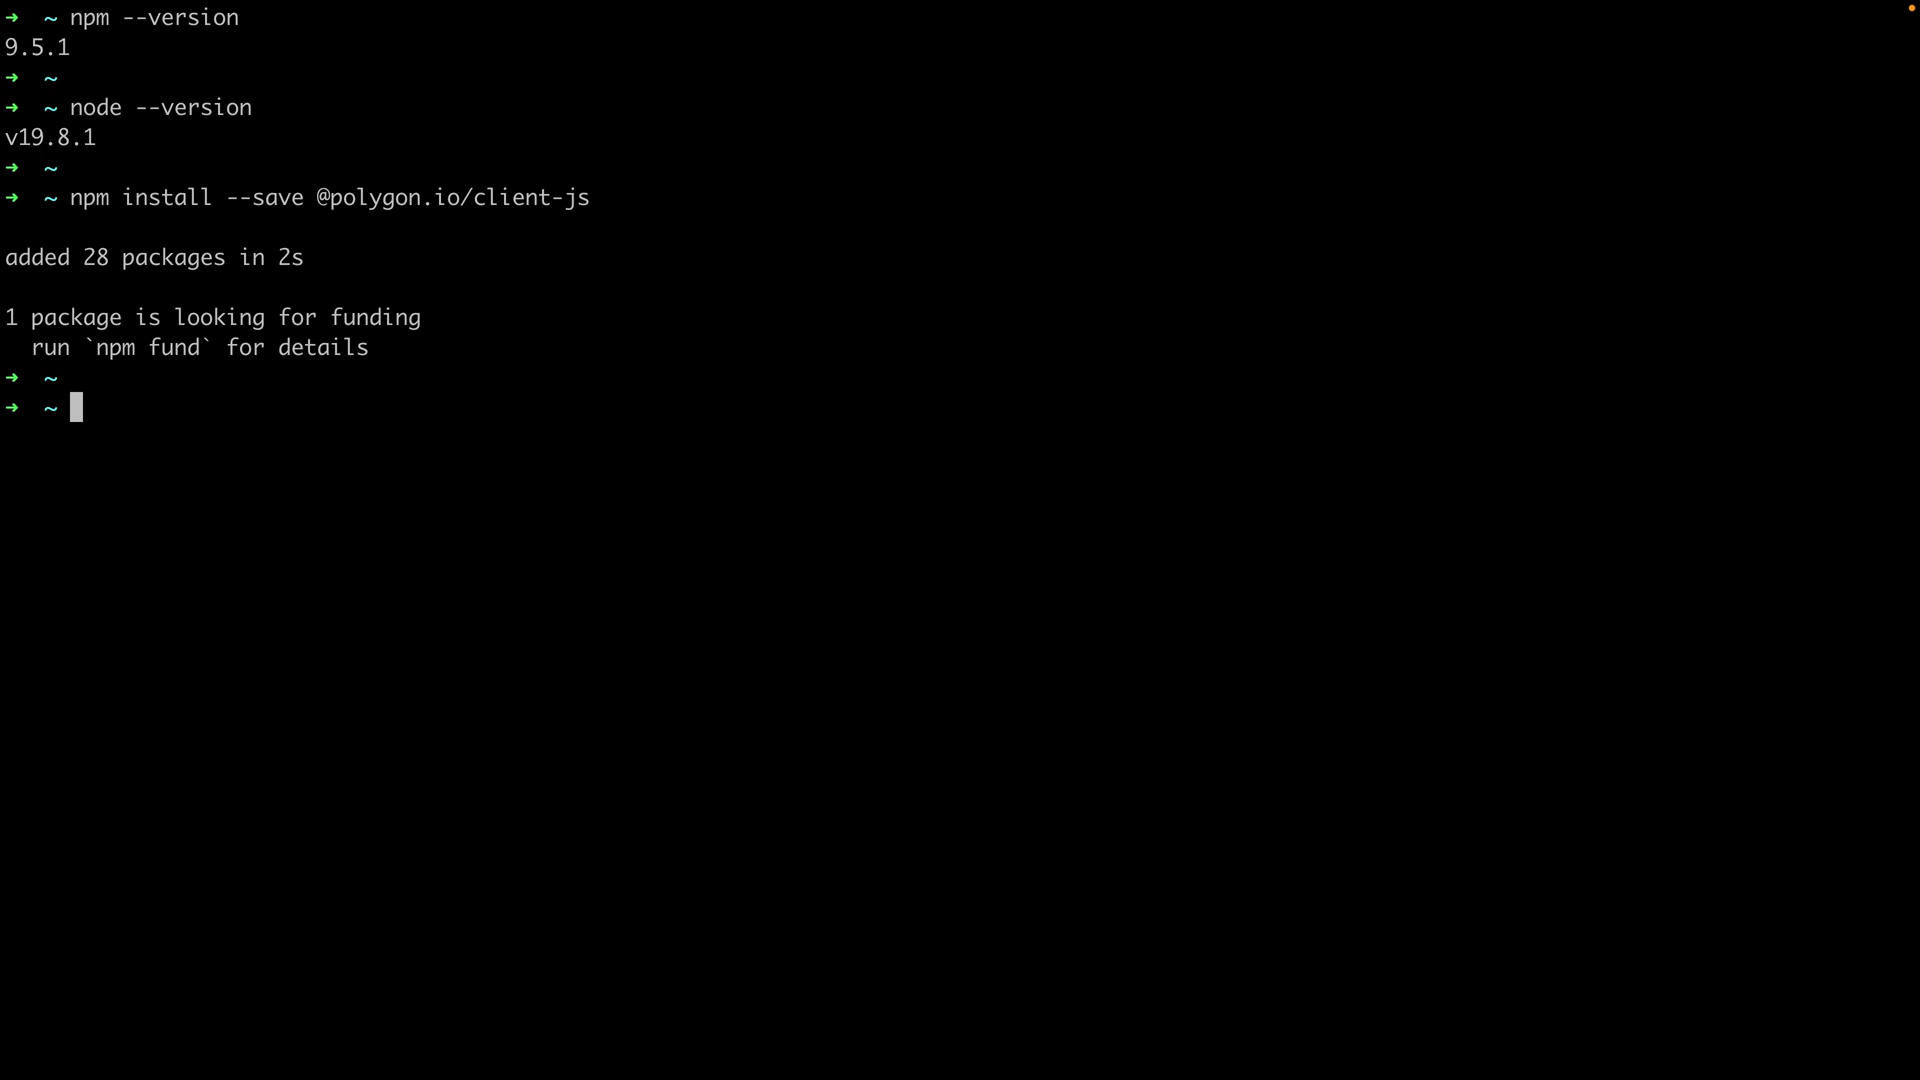 ➜  ~ npm --version
9.5.1
➜  ~
➜  ~ node --version
v19.8.1
➜  ~
➜  ~ npm install --save @polygon.io/client-js
added 28 packages in 2s
1 package is looking for funding
  run `npm fund` for details
➜  ~
➜  ~